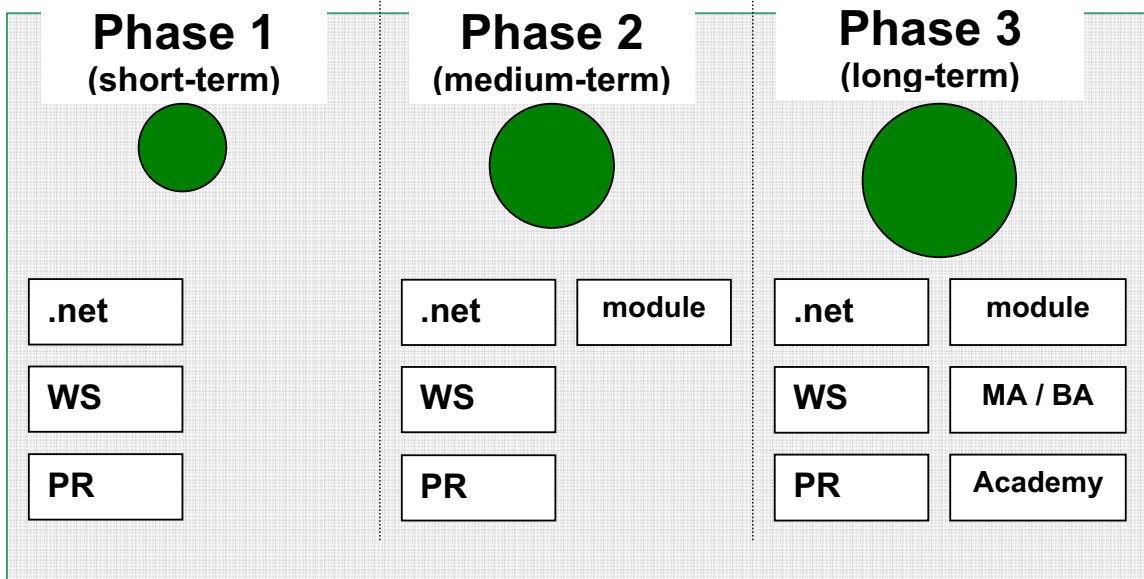 Phase 1
(short-term)
.net
WS
PR
Phase 2
(medium-term)
.net
module
WS
PR
Phase 3
(long-term)
.net
module
WS
MA / BA
PR
Academy